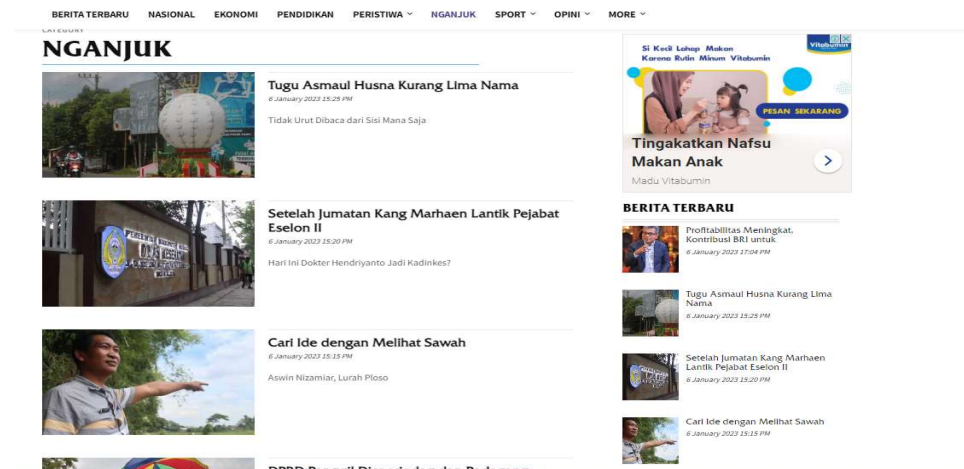 BERITA TERBARU NASIONAL EKONOMI PENDIDIKAN PERISTIWA NGANJUK SPORT OPINI MORE
CATEGORY
NGANJUK
Tugu Asmaul Husna Kurang Lima Nama
6 January 2023 15:25 PM
Tidak Urut Dibaca dari Sisi Mana Saja
Setelah Jumatan Kang Marhaen Lantik Pejabat
Eselon II
6 January 2023 15:20 PM
Hari Ini Dokter Hendriyanto Jadi Kadinkes?
Cari Ide dengan Melihat Sawah
6 January 2023 15:15 PM
Aswin Nizamiar, Lurah Ploso
Si Kecil Lahap Makan
Karena Rutin Minum Vitabumin
Vitabumin
PESAN SEKARANG
Tingakatkan Nafsu
Makan Anak
Madu Vitabumin
BERITA TERBARU
Profitabilitas Meningkat,
Kontribusi BRI untuk
6 January 2023 17:04 PM
Tugu Asmaul Husna Kurang Lima
Nama
6 January 2023 15:25 PM
Setelah Jumatan Kang Marhaen
Lantik Pejabat Eselon II
6 January 2023 15:20 PM
Cari Ide dengan Melihat Sawah
6 January 2023 15:15 PM